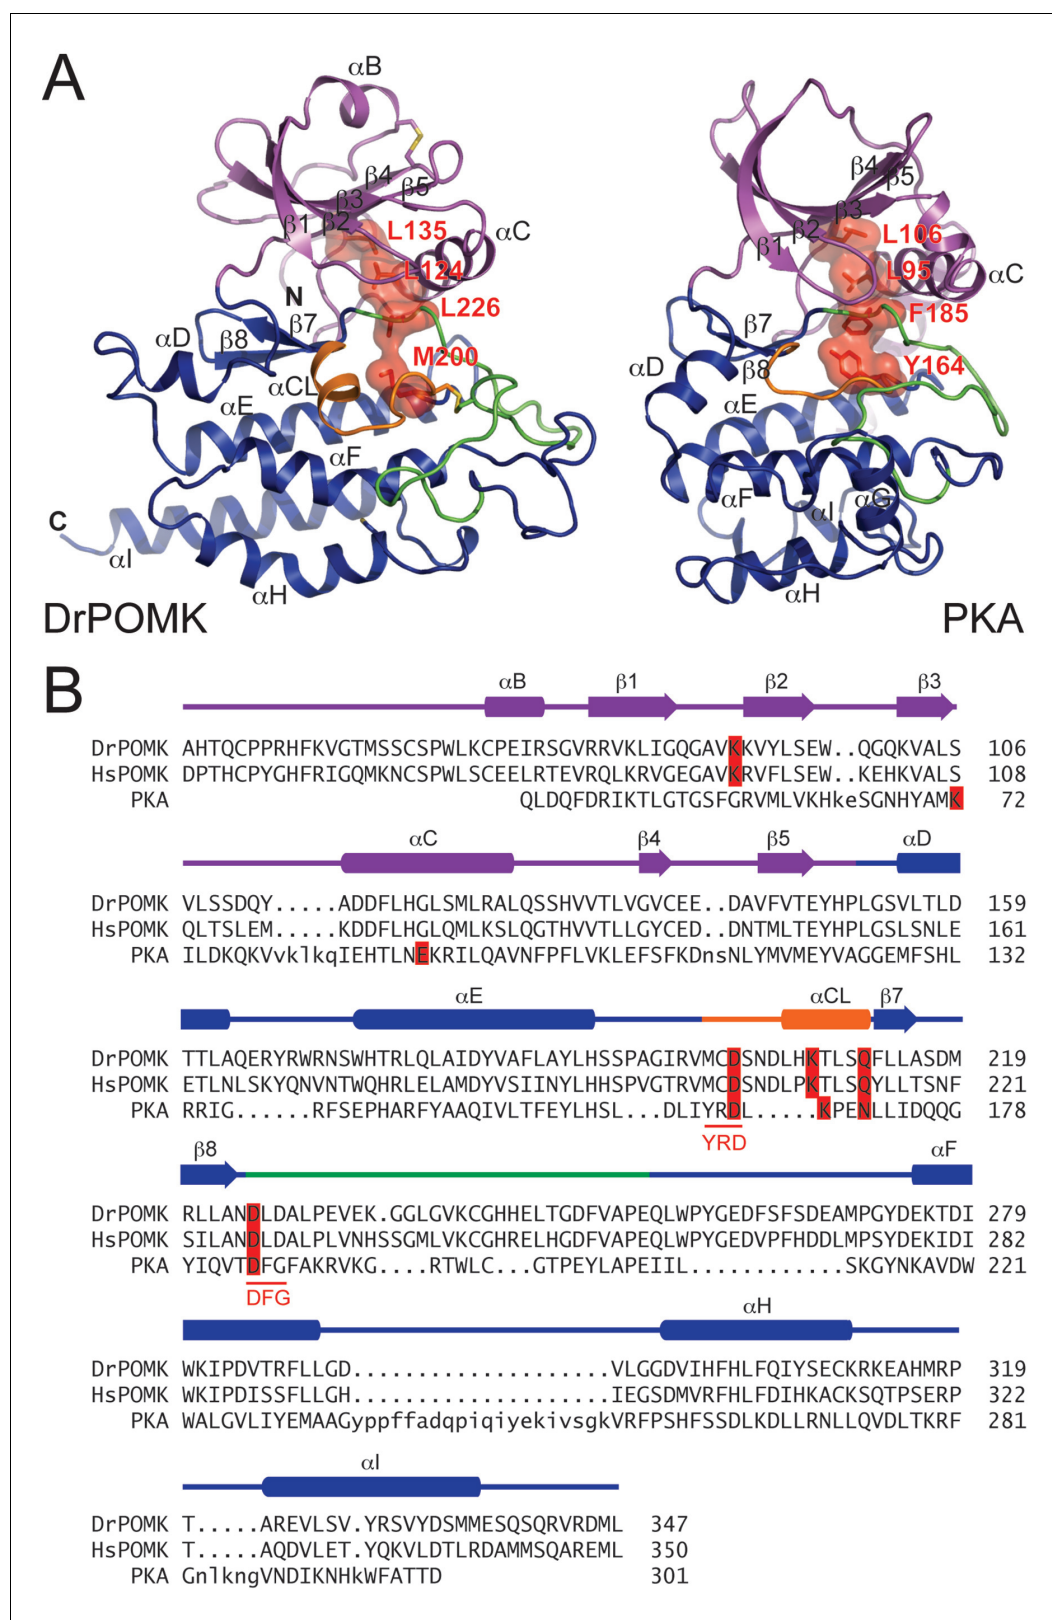 A
αB
β4
β3
β5
β1
β2
L135
αC
L124
N
L226
αD
β7
β8
M200
αCL
αE
αF
C
αI
αH
DrPOMK
β4
β5
β3
β2
L106
β1
L95
αC
F185
β7
αD
β8
Y164
αE
αF
αI
αG
αH
PKA
B
αB β1 β2 β3
DrPOMK AHTQCPPRHFKVGTMSSCSPWLKCPEIRSGVRRVKLIGQGAVKKVYLSEW..QGQKVALS 106
HsPOMK DPTHCPYGHFRIGQMKNCSPWLSCEELRTEVRQLKRVGEGAVKRVFLSEW..KEHKVALS 108
PKA QLDQFDRIKTLGTGSFGRVMLVKHkeSGNHYAMK 72
αC β4 β5 αD
DrPOMK VLSSDQY.....ADDFLHGLSMLRALQSSHVVTLVGVCEE..DAVFVTEYHPLGSVLTLD 159
HsPOMK QLTSLEM.....KDDFLHGLQMLKSLQGTHVVTLLGYCED..DNTMLTEYHPLGSLSNLE 161
PKA ILDKQKVvklkqIEHTLNEKRILQAVNFPFLVKLEFSFKDnsNLYMVMEYVAGGEMFSHL 132
αE αCL β7
DrPOMK TTLAQERYRWRNSWHTRLQLAIDYVAFLAYLHSSPAGIRVMCDSNDLHKTLSQFLLASDM 219
HsPOMK ETLNLSKYQNVNTWQHRLELAMDYVSIINYLHHSPVGTRVMCDSNDLPKTLSQYLLTSNF 221
PKA RRIG......RFSEPHARFYAAQIVLTFEYLHSL...DLIYRDL.....KPENLLIDQQG 178
YRD
β8 αF
DrPOMK RLLANDLDALPEVEK.GGLGVKCGHHELTGDFVAPEQLWPYGEDFSFSDEAMPGYDEKTDI 279
HsPOMK SILANDLDALPLVNHSSGMLVKCGHRELHGDFVAPEQLWPYGEDVPFHDDLMPSYDEKIDI 282
PKA YIQVTDFGFAKRVKG....RTWLC...GTPEYLAPEIIL............SKGYNKAVDW 221
DFG
αH
DrPOMK WKIPDVTRFLLGD...................VLGGDVIHFHLFQIYSECKRKEAHMRP 319
HsPOMK WKIPDISSFLLGH...................IEGSDMVRFHLFDIHKACKSQTPSERP 322
PKA WALGVLIYEMAAGyppffadqpiqiyekivsgkVRFPSHFSSDLKDLLRNLLQVDLTKRF 281
αI
DrPOMK T.....AREVLSV.YRSVYDSMMESQSQRVRDML 347
HsPOMK T.....AQDVLET.YQKVLDTLRDAMMSQAREML 350
PKA GnlkngVNDIKNHkWFATTD 301